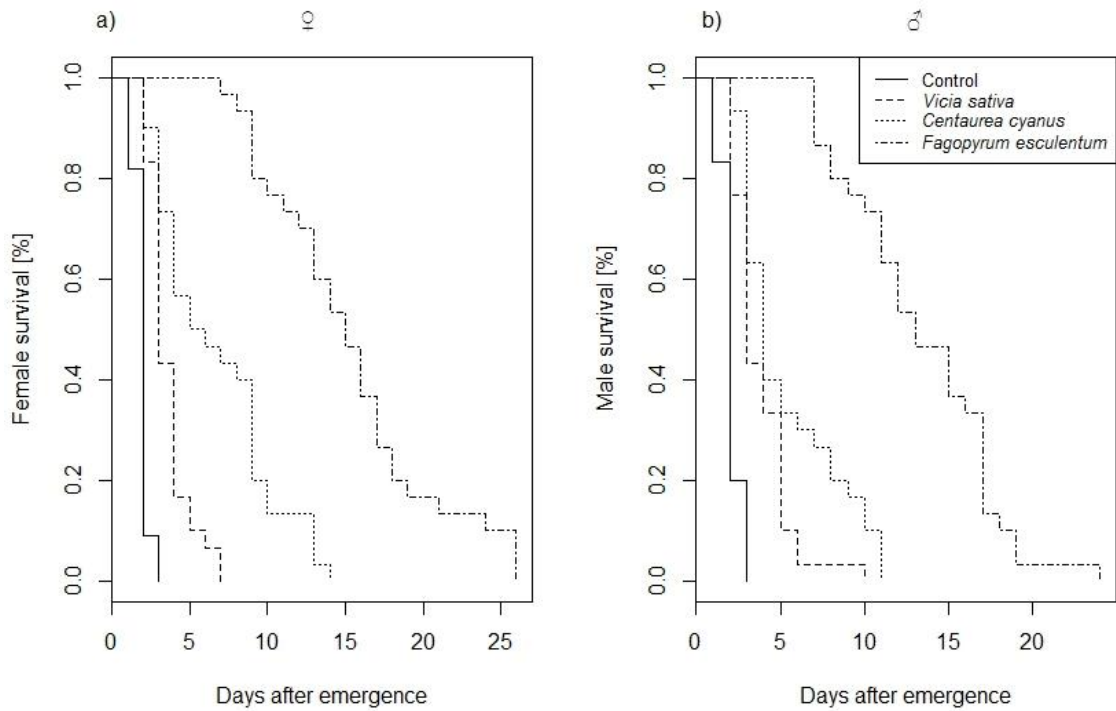 a) ♀
Female survival [%]
1.0
0.8
0.6
0.4
0.2
0.0
0 5 10 15 20 25
Days after emergence
b) ♂
Male survival [%]
1.0
0.8
0.6
0.4
0.2
0.0
0 5 10 15 20
Days after emergence
Control
Vicia sativa
Centaurea cyanus
Fagopyrum esculentum